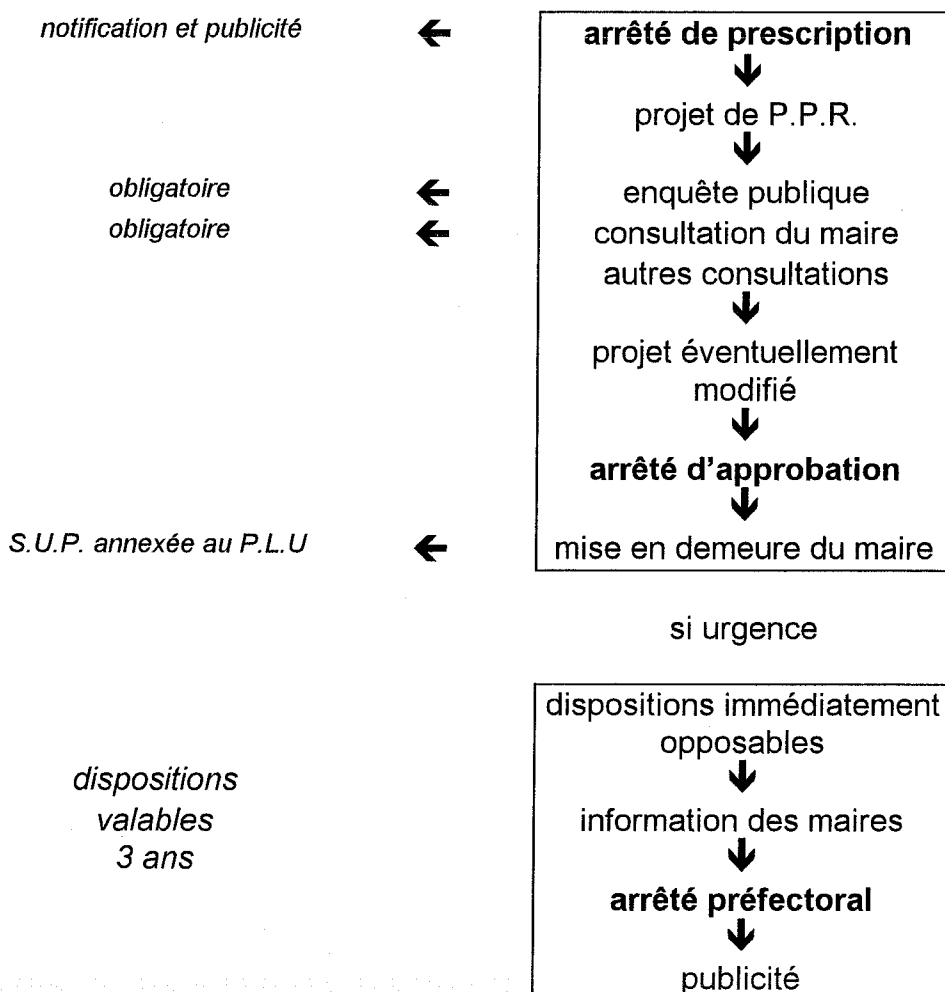 notification et publicité
arrêté de prescription
projet de P.P.R.
obligatoire
enquête publique
obligatoire
consultation du maire
autres consultations
projet éventuellement
modifié
arrêté d'approbation
S.U.P. annexée au P.L.U
mise en demeure du maire
si urgence
dispositions immédiatement
opposables
dispositions
valables
3 ans
information des maires
arrêté préfectoral
publicité